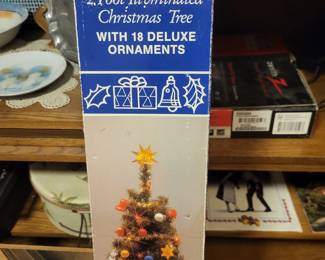 2 Foot Illuminated
Christmas Tree
WITH 18 DELUXE
ORNAMENTS